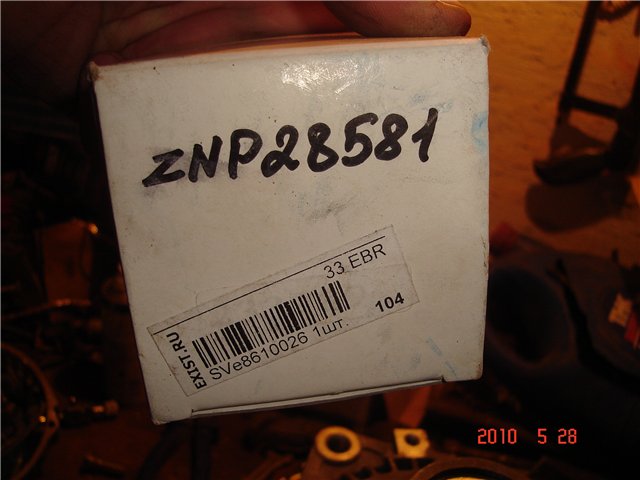 ZNP28581
33 EBR
EXIST.RU
SVe8610026 1шт.
104
2010 5 28